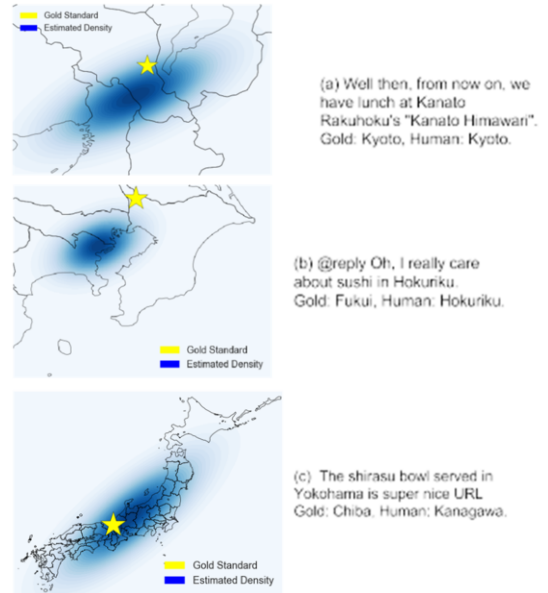 Gold Standard
Estimated Density
(a) Well then, from now on, we
have lunch at Kanato
Rakuhoku's "Kanato Himawari".
Gold: Kyoto, Human: Kyoto.
(b) @reply Oh, I really care
about sushi in Hokuriku.
Gold: Fukui, Human: Hokuriku.
Gold Standard
Estimated Density
(c) The shirasu bowl served in
Yokohama is super nice URL
Gold: Chiba, Human: Kanagawa.
Gold Standard
Estimated Density